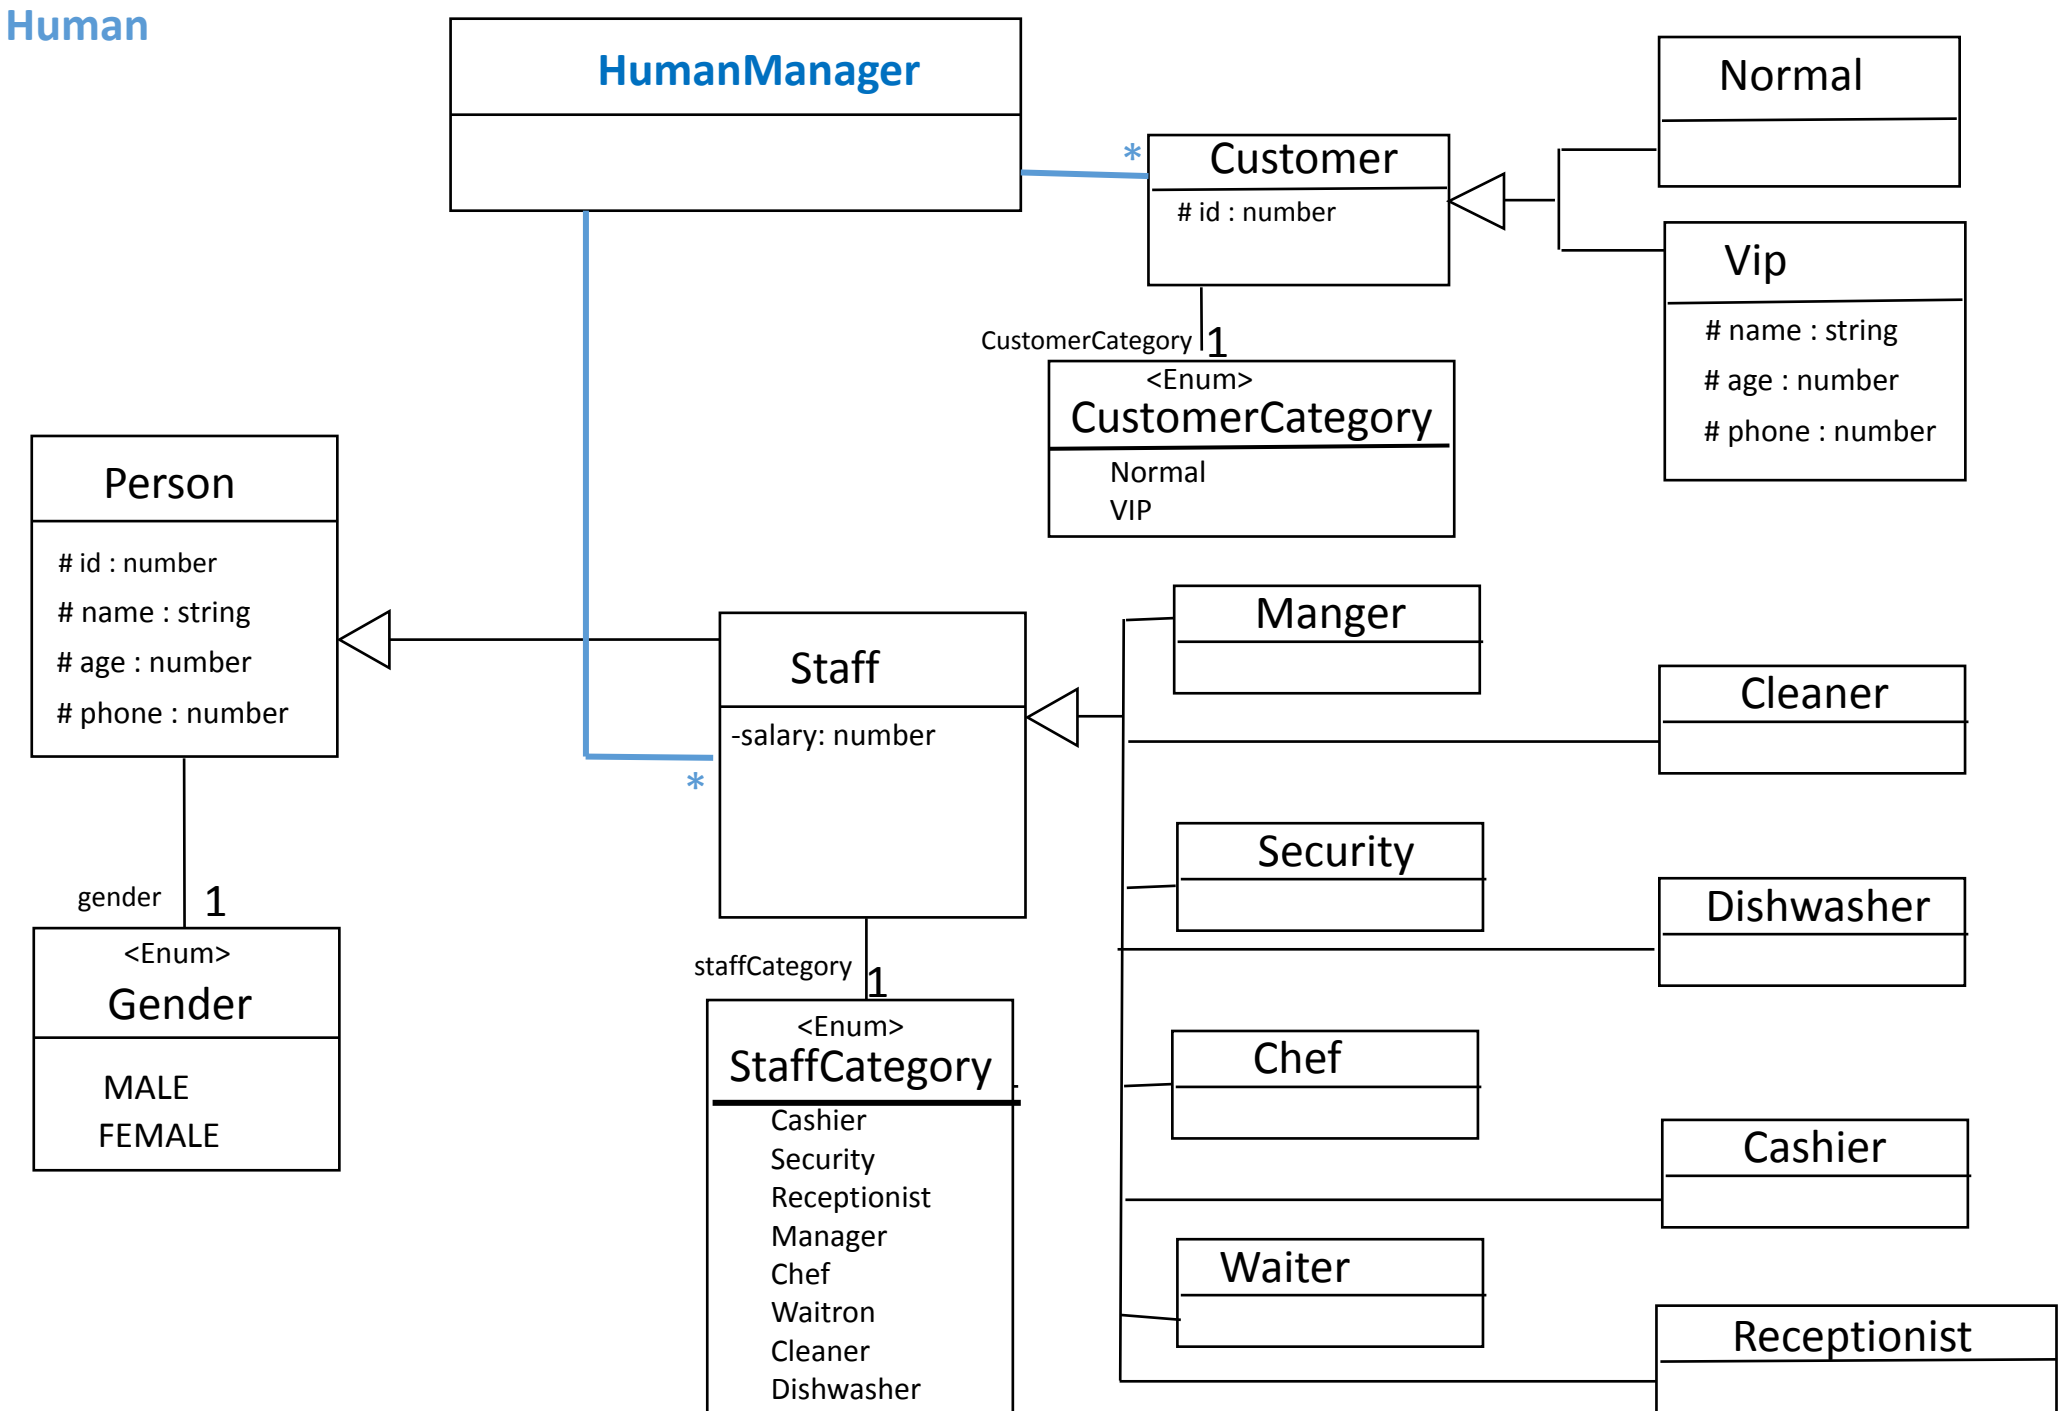 Human
HumanManager
*
Customer
# id : number
Normal
Vip
# name : string
# age : number
# phone : number
CustomerCategory
1
<Enum>
CustomerCategory
Normal
VIP
Person
# id : number
# name : string
# age : number
# phone : number
gender
1
<Enum>
Gender
MALE
FEMALE
*
Staff
-salary: number
staffCategory
1
<Enum>
StaffCategory
Cashier
Security
Receptionist
Manager
Chef
Waitron
Cleaner
Dishwasher
Manger
Cleaner
Security
Dishwasher
Chef
Cashier
Waiter
Receptionist